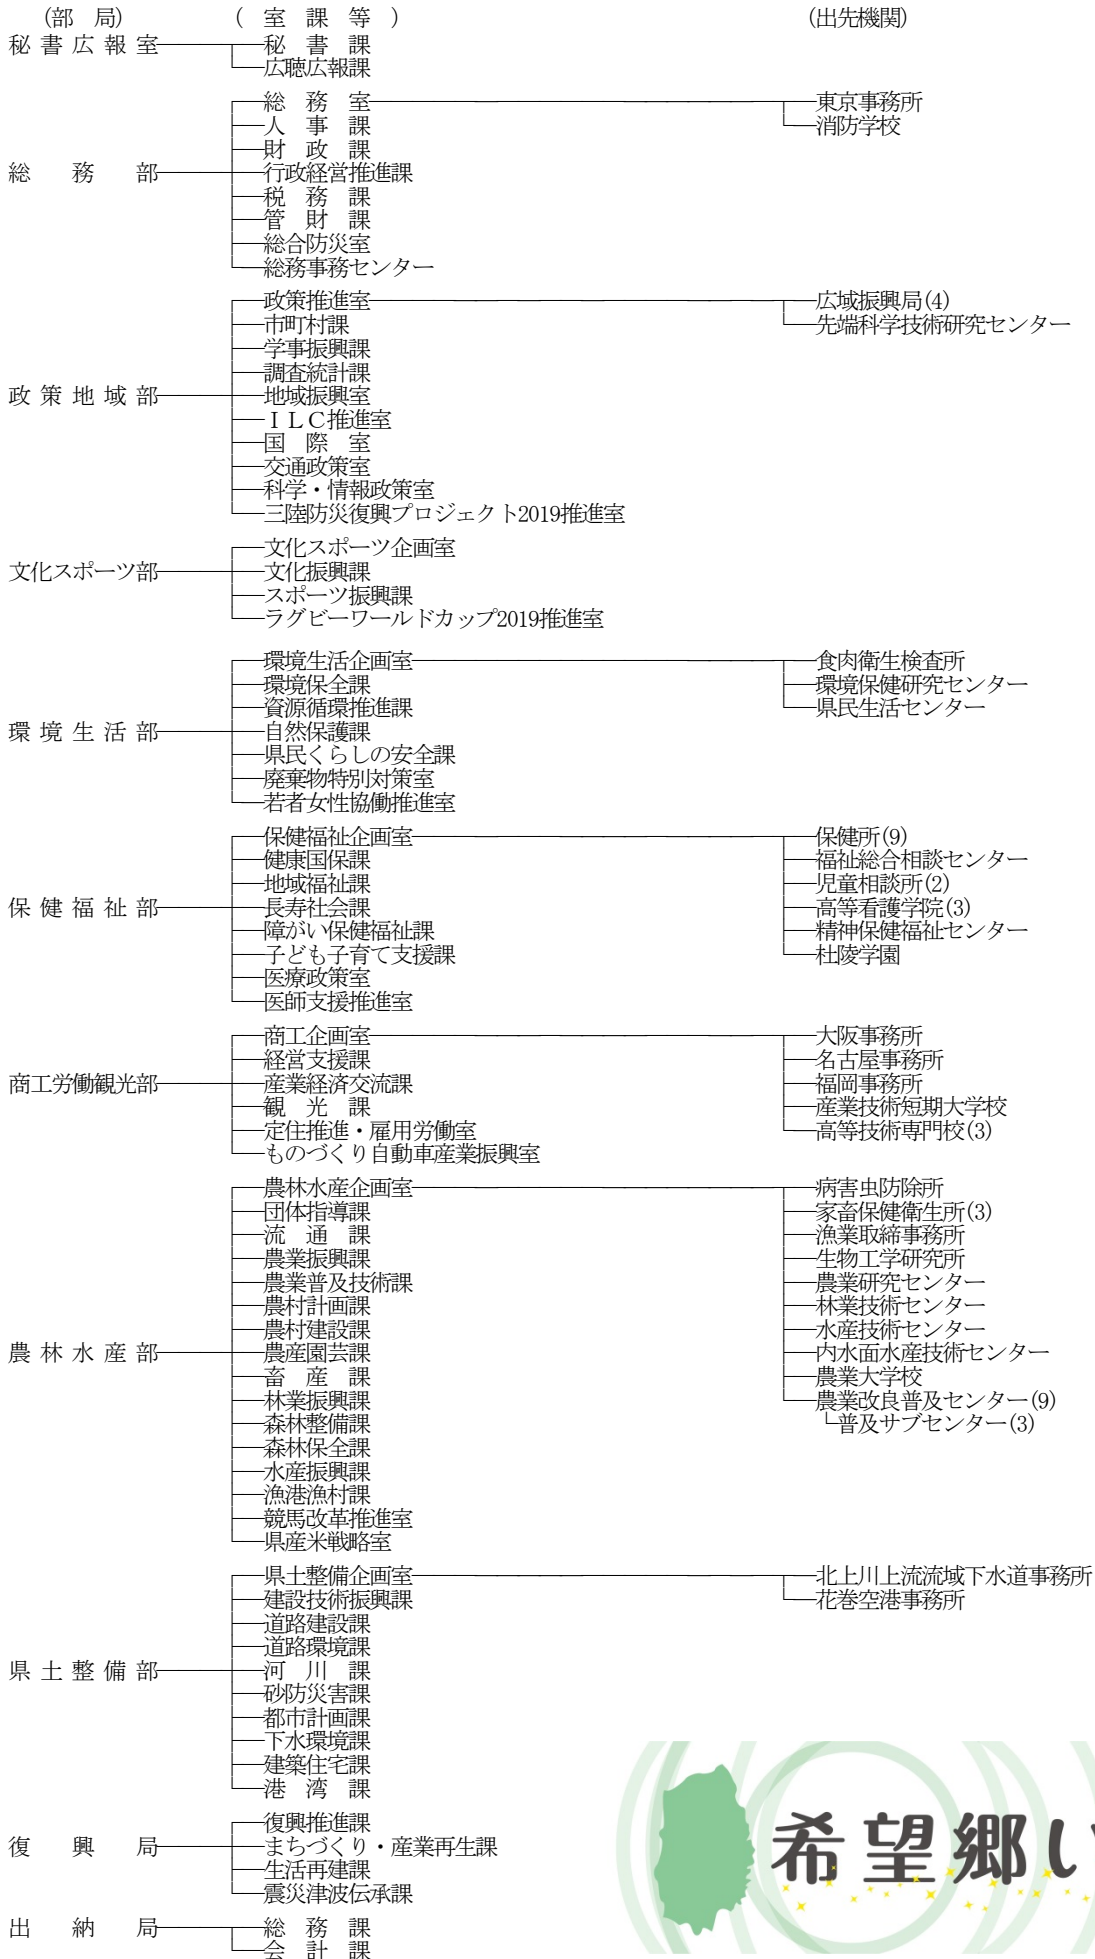 (部 局) ( 室 課 等 ) (出先機関)
秘書広報室 秘書課
広聴広報課
総務室 東京事務所
人事課 消防学校
財政課
総務部 行政経営推進課
税務課
管財課
総合防災室
総務事務センター
政策推進室 広域振興局(4)
市町村課 先端科学技術研究センター
学事振興課
調査統計課
政策地域部 地域振興室
ILC推進室
国際室
交通政策室
科学・情報政策室
三陸防災復興プロジェクト2019推進室
文化スポーツ企画室
文化スポーツ部 文化振興課
スポーツ振興課
ラグビーワールドカップ2019推進室
環境生活企画室 食肉衛生検査所
環境保全課 環境保健研究センター
資源循環推進課 県民生活センター
環境生活部 自然保護課
県民くらしの安全課
廃棄物特別対策室
若者女性協働推進室
保健福祉企画室 保健所(9)
健康国保課 福祉総合相談センター
地域福祉課 児童相談所(2)
保健福祉部 長寿社会課 高等看護学院(3)
障がい保健福祉課 精神保健福祉センター
子ども子育て支援課 杜陵学園
医療政策室
医師支援推進室
商工企画室 大阪事務所
経営支援課 名古屋事務所
商工労働観光部 産業経済交流課 福岡事務所
観光課 産業技術短期大学校
定住推進・雇用労働室 高等技術専門校(3)
ものづくり自動車産業振興室
農林水産企画室 病害虫防除所
団体指導課 家畜保健衛生所(3)
流通課 漁業取締事務所
農業振興課 生物工学研究所
農業普及技術課 農業研究センター
農村計画課 林業技術センター
農村建設課 水産技術センター
農林水産部 農産園芸課 内水面水産技術センター
畜産課 農業大学校
林業振興課 農業改良普及センター(9)
森林整備課 普及サブセンター(3)
森林保全課
水産振興課
漁港漁村課
競馬改革推進室
県産米戦略室
県土整備企画室 北上川上流流域下水道事務所
建設技術振興課 花巻空港事務所
道路建設課
道路環境課
県土整備部 河川課
砂防災害課
都市計画課
下水環境課
建築住宅課
港湾課
復興推進課
復興局 まちづくり・産業再生課
生活再建課
震災津波伝承課
出納局 総務課
会計課
希望郷い